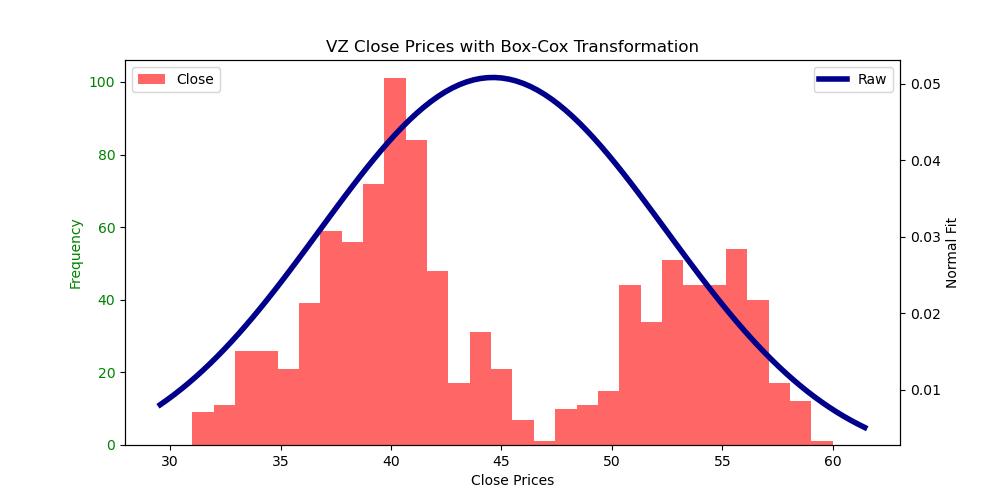 VZ Close Prices with Box-Cox Transformation
Close
Raw
100
80
60
40
20
0
Frequency
0.05
0.04
0.03
0.02
0.01
Normal Fit
30 35 40 45 50 55 60
Close Prices